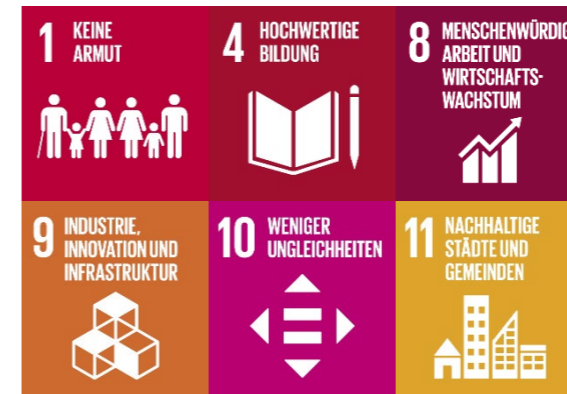 1 KEINE
ARMUT
4 HOCHWERTIGE
BILDUNG
8 MENSCHENWÜRDIG
ARBEIT UND
WIRTSCHAFTS-
WACHSTUM
9 INDUSTRIE,
INNOVATION UND
INFRASTRUKTUR
10 WENIGER
UNGLEICHHEITEN
11 NACHHALTIGE
STÄDTE UND
GEMEINDEN